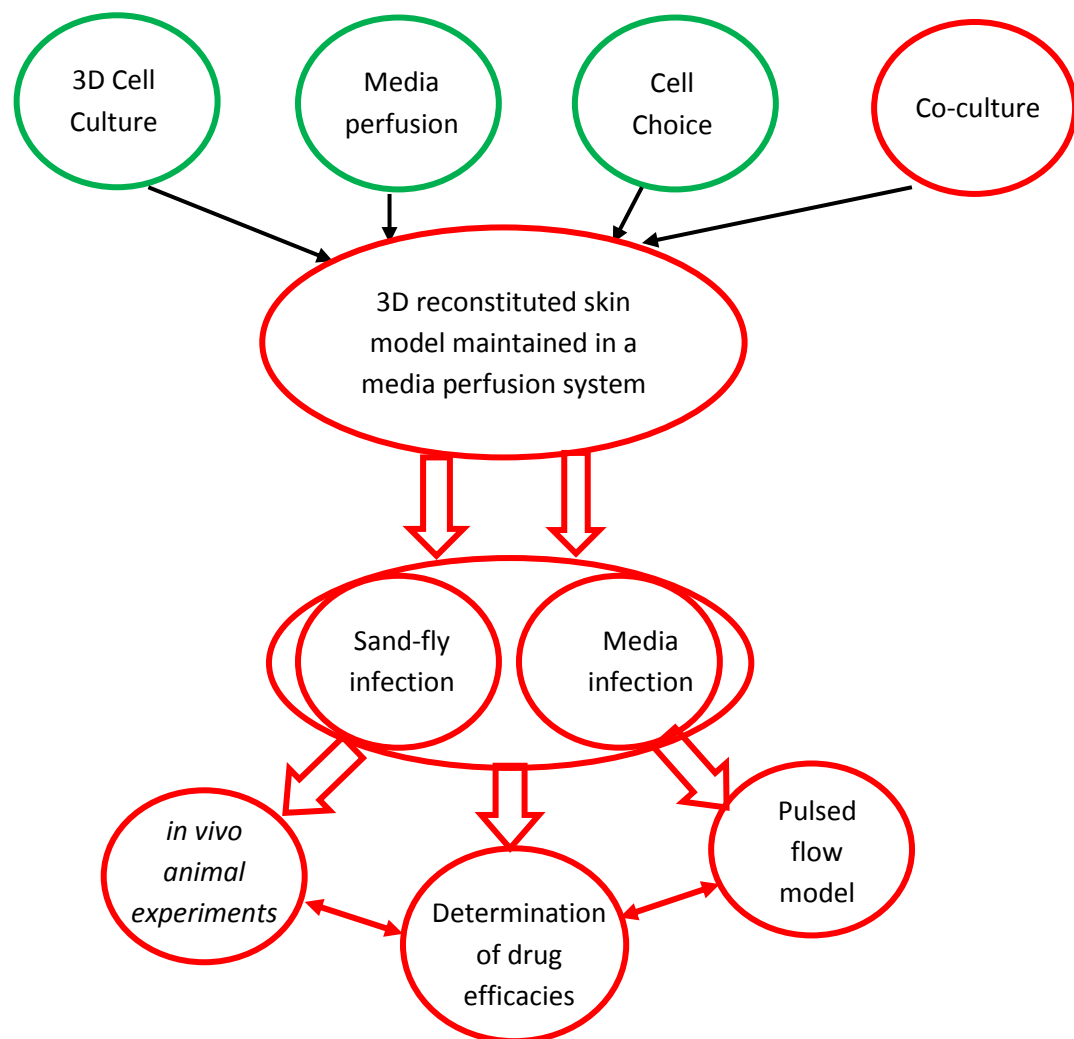 3D Cell
Culture
Media
perfusion
Cell
Choice
Co-culture
3D reconstituted skin
model maintained in a
media perfusion system
Sand-fly
infection
Media
infection
in vivo
animal
experiments
Determination
of drug
efficacies
Pulsed
flow
model